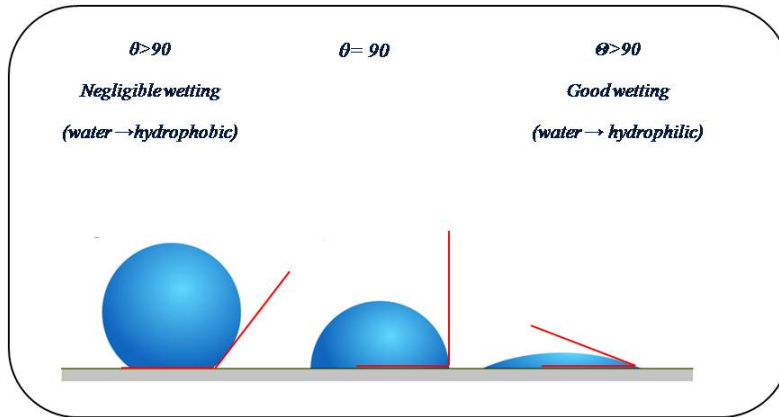 θ>90
Negligible wetting
(water →hydrophobic)
θ= 90
Θ>90
Good wetting
(water → hydrophilic)